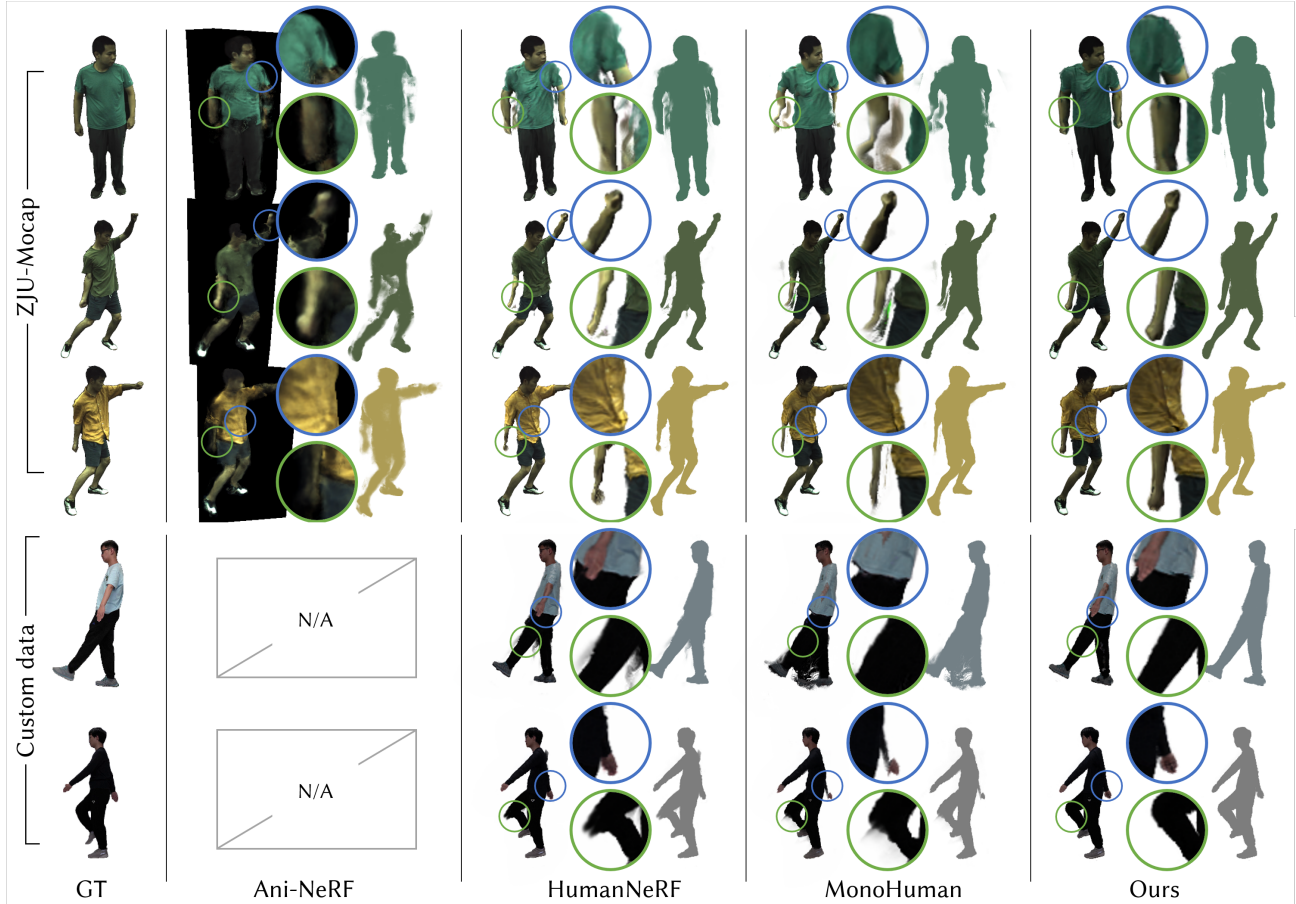 ZJU-Mocap
Custom data
N/A
N/A
GT
Ani-NeRF
HumanNeRF
MonoHuman
Ours